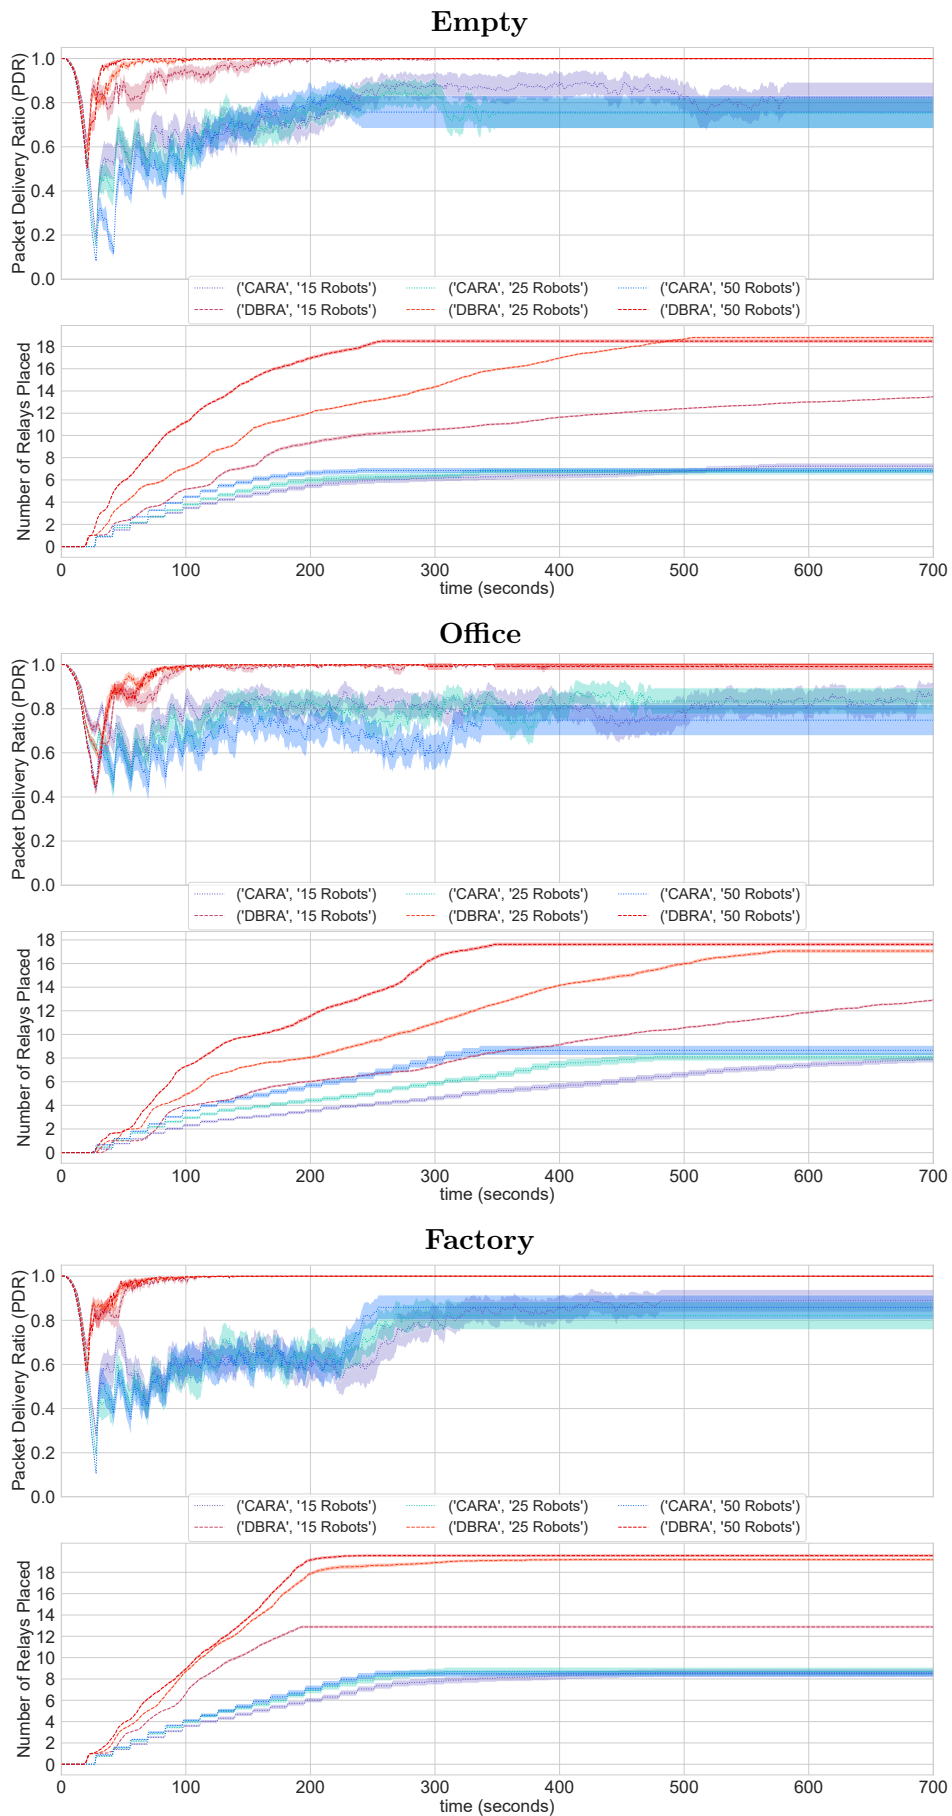 Empty
Packet Delivery Ratio (PDR)
1.0
0.8
0.6
0.4
0.2
0.0
('CARA', '15 Robots') ('CARA', '25 Robots') ('CARA', '50 Robots')
('DBRA', '15 Robots') ('DBRA', '25 Robots') ('DBRA', '50 Robots')
Number of Relays Placed
18
16
14
12
10
8
6
4
2
0
0 100 200 300 400 500 600 700
time (seconds)
Office
Packet Delivery Ratio (PDR)
1.0
0.8
0.6
0.4
0.2
0.0
('CARA', '15 Robots') ('CARA', '25 Robots') ('CARA', '50 Robots')
('DBRA', '15 Robots') ('DBRA', '25 Robots') ('DBRA', '50 Robots')
Number of Relays Placed
18
16
14
12
10
8
6
4
2
0
0 100 200 300 400 500 600 700
time (seconds)
Factory
Packet Delivery Ratio (PDR)
1.0
0.8
0.6
0.4
0.2
0.0
('CARA', '15 Robots') ('CARA', '25 Robots') ('CARA', '50 Robots')
('DBRA', '15 Robots') ('DBRA', '25 Robots') ('DBRA', '50 Robots')
Number of Relays Placed
18
16
14
12
10
8
6
4
2
0
0 100 200 300 400 500 600 700
time (seconds)